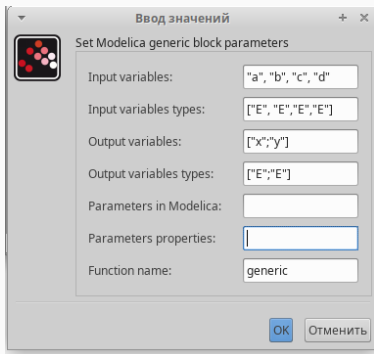 Ввод значений
Set Modelica generic block parameters
Input variables: "a", "b", "c", "d"
Input variables types: ["E", "E","E","E"]
Output variables: ["x";"y"]
Output variables types: ["E";"E"]
Parameters in Modelica:
Parameters properties:
Function name: generic
OK Отменить